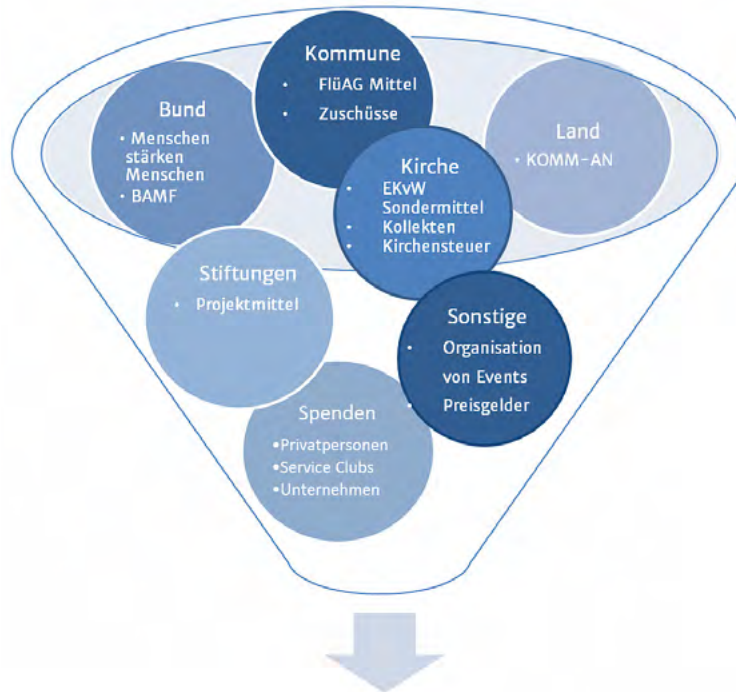 Kommune
• FlüAG Mittel
• Zuschüsse
Bund
• Menschen
stärken
Menschen
• BAMF
Land
• KOMM-AN
Kirche
• EKvW
Sondermittel
• Kollekten
• Kirchensteuer
Stiftungen
• Projektmittel
Sonstige
• Organisation
von Events
• Preisgelder
Spenden
•Privatpersonen
•Service Clubs
•Unternehmen